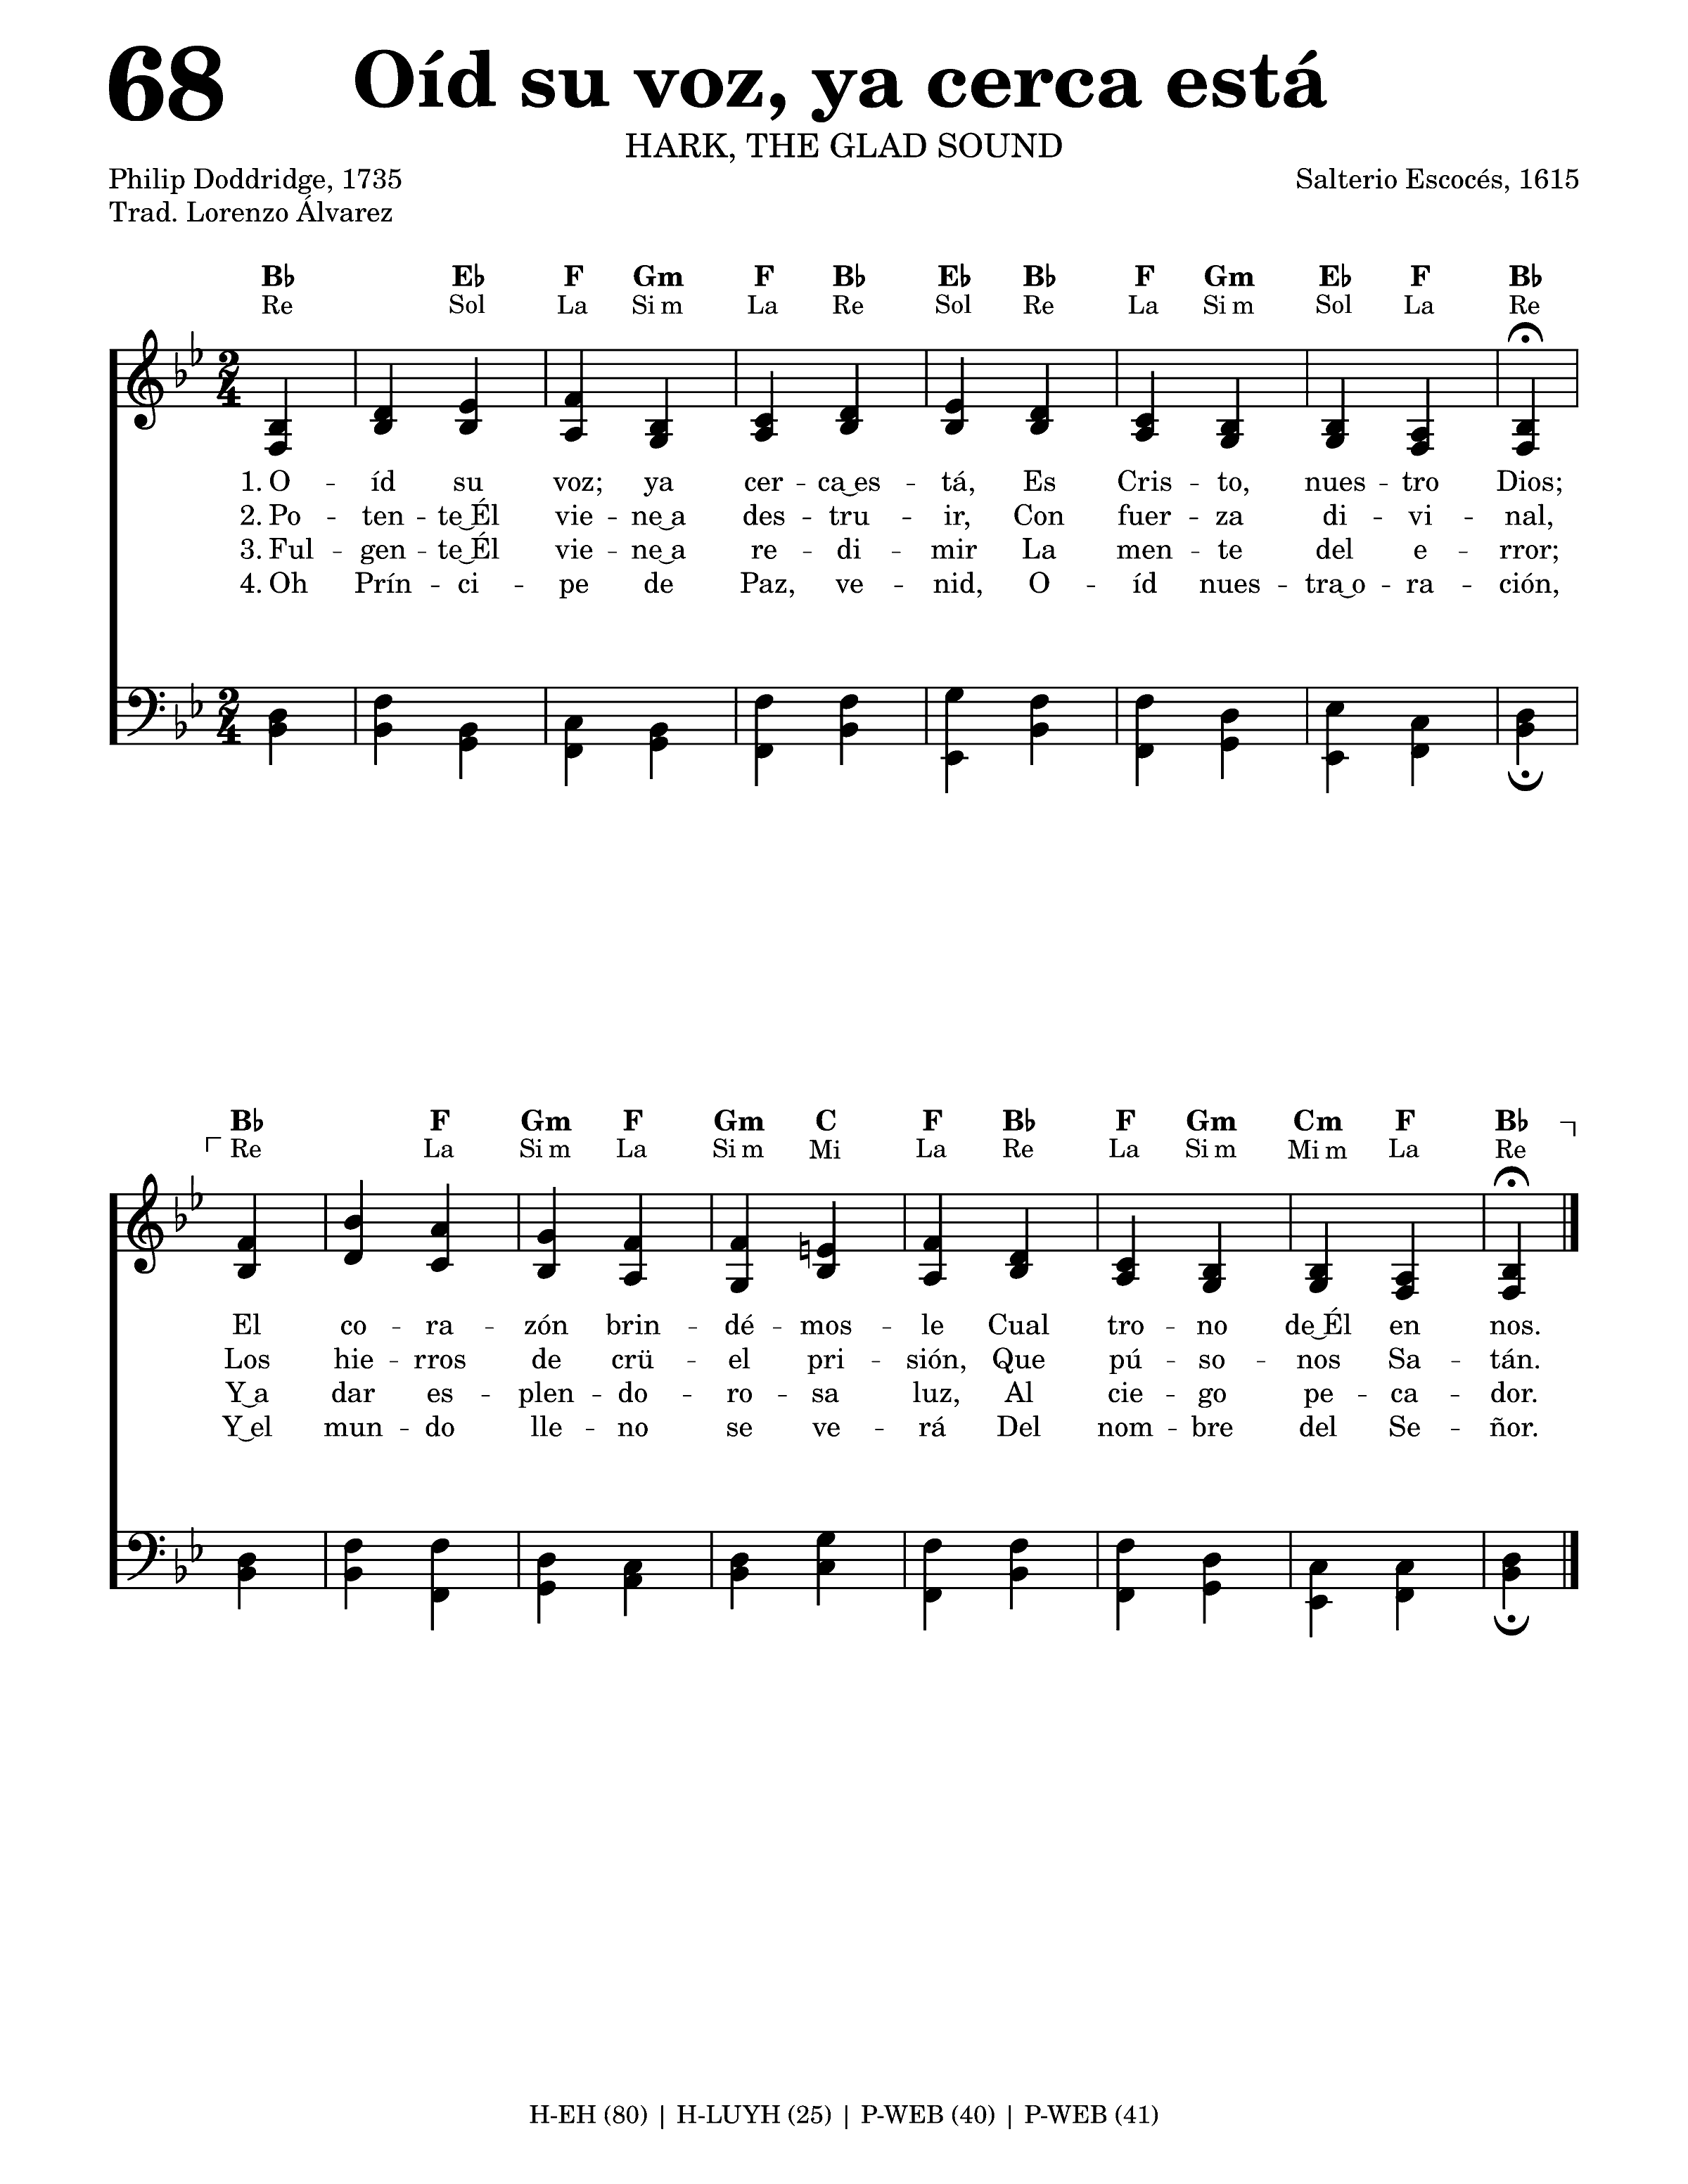 68 Oíd su voz, ya cerca está
HARK, THE GLAD SOUND
Philip Doddridge, 1735 Salterio Escocés, 1615
Trad. Lorenzo Álvarez
B♭ E♭ F Gm F B♭ E♭ B♭ F Gm E♭ F B♭
Re Sol La Si m La Re Sol Re La Si m Sol La Re
2 4
1. O – íd su voz; ya cer – ca‿es – tá, Es Cris – to, nues – tro Dios;
2. Po – ten – te‿Él vie – ne‿a des – tru – ir, Con fuer – za di – vi – nal,
3. Ful – gen – te‿Él vie – ne‿a re – di – mir La men – te del e – rror;
4. Oh Prín – ci – pe de Paz, ve – nid, O – íd nues – tra‿o – ra – ción,
2 4
B♭ F Gm F Gm C F B♭ F Gm Cm F B♭
Re La Si m La Si m Mi La Re La Si m Mi m La Re
El co – ra – zón brin – dé – mos – le Cual tro – no de‿Él en nos.
Los hie – rros de crü – el pri – sión, Que pú – so – nos Sa – tán.
Y‿a dar es – plen – do – ro – sa luz, Al cie – go pe – ca – dor.
Y‿el mun – do lle – no se ve – rá Del nom – bre del Se – ñor.
H-EH (80) | H-LUYH (25) | P-WEB (40) | P-WEB (41)